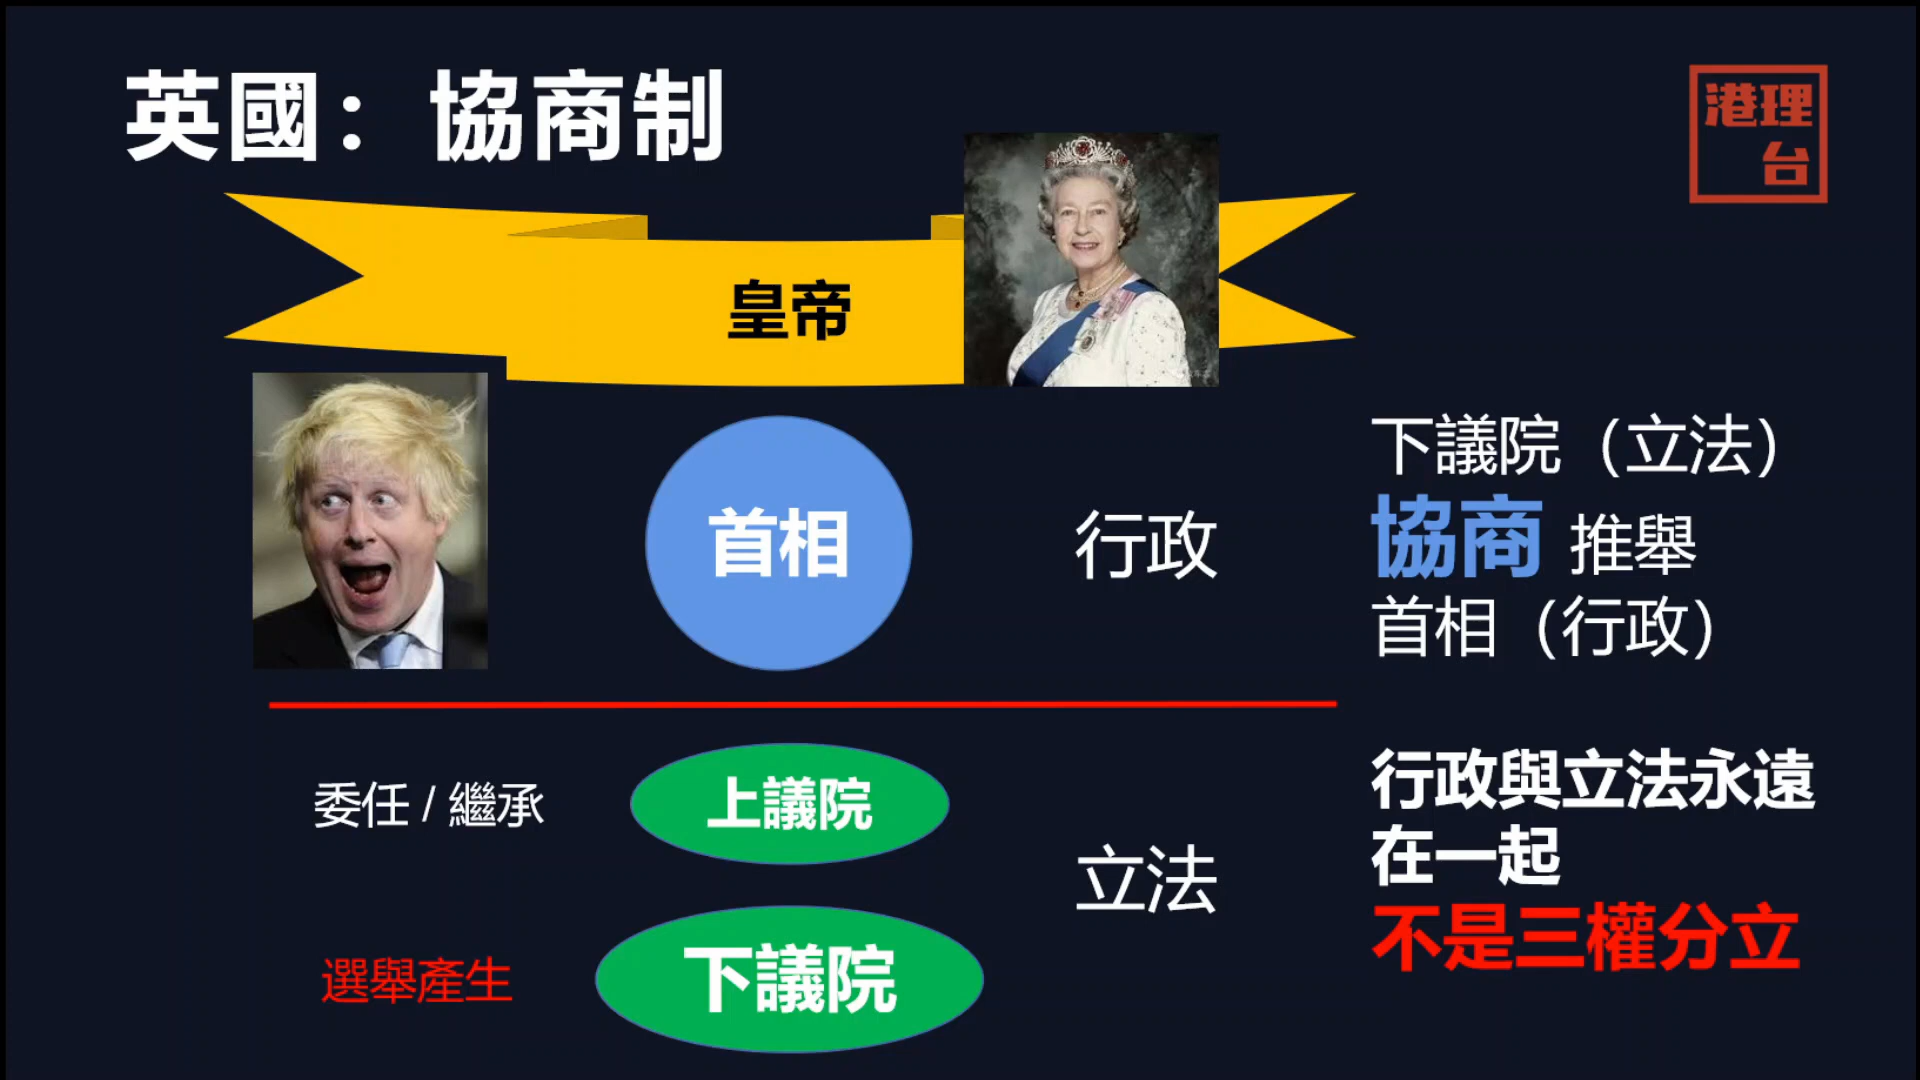 英國：協商制
港理
台
皇帝
首相
行政
下議院（立法）
協商 推舉
首相（行政）
委任 / 繼承
上議院
立法
選舉產生
下議院
行政與立法永遠
在一起
不是三權分立